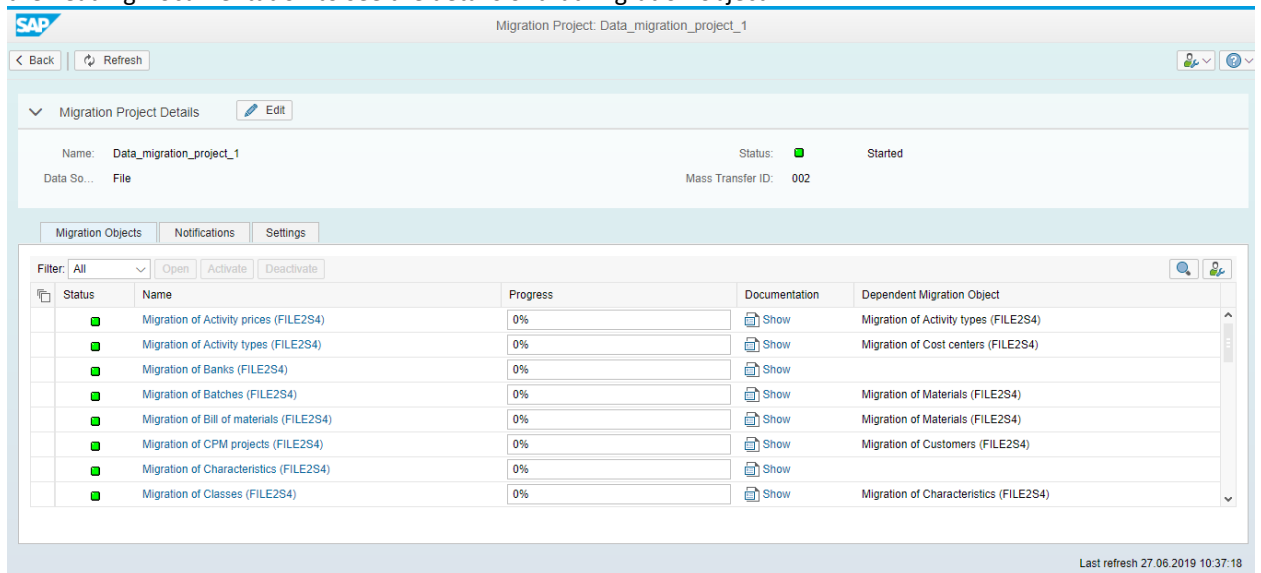 SAP Migration Project: Data_migration_project_1
Back Refresh
Migration Project Details Edit
Name: Data_migration_project_1 Status: Started
Data So... File Mass Transfer ID: 002
Migration Objects Notifications Settings
Filter: All Open Activate Deactivate
Status Name Progress Documentation Dependent Migration Object
Migration of Activity prices (FILE2S4) 0% Show Migration of Activity types (FILE2S4)
Migration of Activity types (FILE2S4) 0% Show Migration of Cost centers (FILE2S4)
Migration of Banks (FILE2S4) 0% Show
Migration of Batches (FILE2S4) 0% Show Migration of Materials (FILE2S4)
Migration of Bill of materials (FILE2S4) 0% Show Migration of Materials (FILE2S4)
Migration of CPM projects (FILE2S4) 0% Show Migration of Customers (FILE2S4)
Migration of Characteristics (FILE2S4) 0% Show
Migration of Classes (FILE2S4) 0% Show Migration of Characteristics (FILE2S4)
Last refresh 27.06.2019 10:37:18